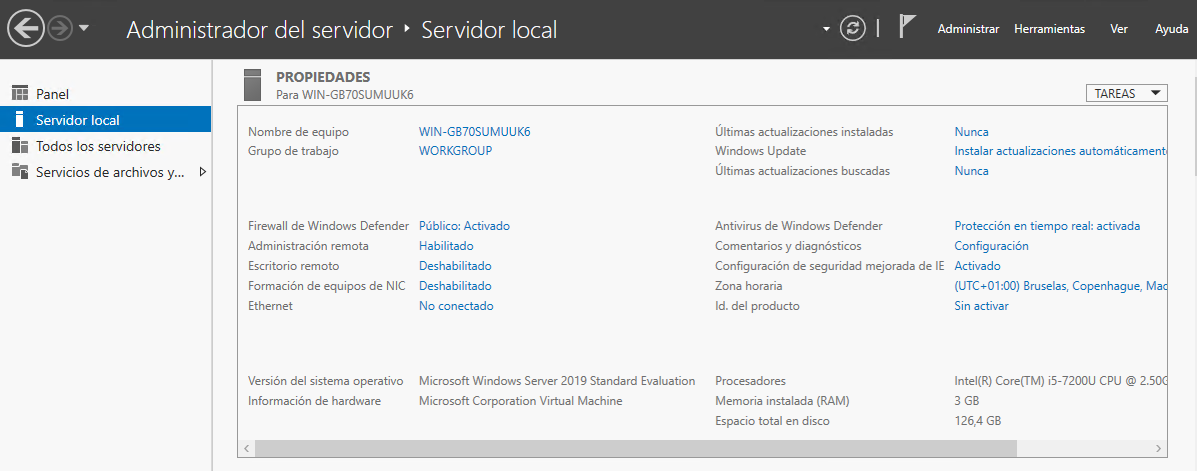 Administrador del servidor ‣ Servidor local
Administrar Herramientas Ver Ayuda
Panel
Servidor local
Todos los servidores
Servicios de archivos y...
PROPIEDADES
Para WIN-GB70SUMUUK6
TAREAS
Nombre de equipo WIN-GB70SUMUUK6
Grupo de trabajo WORKGROUP
Últimas actualizaciones instaladas Nunca
Windows Update Instalar actualizaciones automáticament
Últimas actualizaciones buscadas Nunca
Firewall de Windows Defender Público: Activado
Administración remota Habilitado
Escritorio remoto Deshabilitado
Formación de equipos de NIC Deshabilitado
Ethernet No conectado
Antivirus de Windows Defender Protección en tiempo real: activada
Comentarios y diagnósticos Configuración
Configuración de seguridad mejorada de IE Activado
Zona horaria (UTC+01:00) Bruselas, Copenhague, Mad
Id. del producto Sin activar
Versión del sistema operativo Microsoft Windows Server 2019 Standard Evaluation
Información de hardware Microsoft Corporation Virtual Machine
Procesadores Intel(R) Core(TM) i5-7200U CPU @ 2.50G
Memoria instalada (RAM) 3 GB
Espacio total en disco 126,4 GB